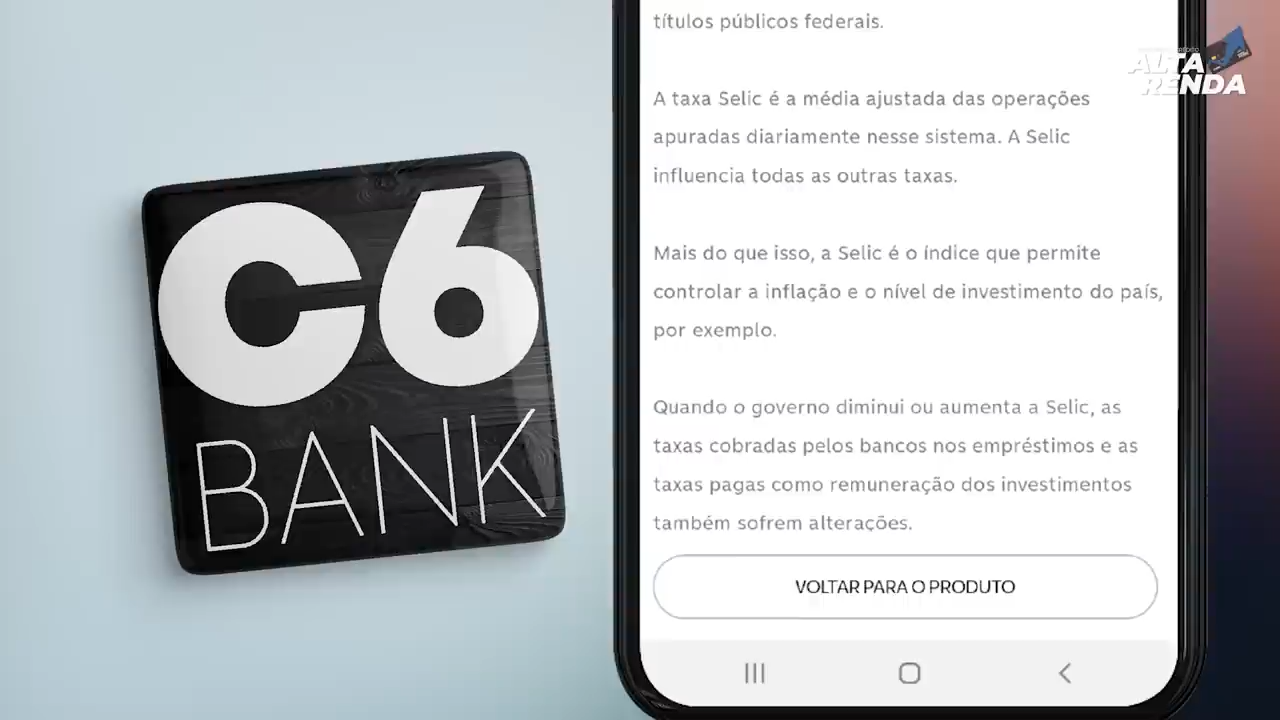 C6
BANK
títulos públicos federais.
A taxa Selic é a média ajustada das operações
apuradas diariamente nesse sistema. A Selic
influencia todas as outras taxas.
Mais do que isso, a Selic é o índice que permite
controlar a inflação e o nível de investimento do país,
por exemplo.
Quando o governo diminui ou aumenta a Selic, as
taxas cobradas pelos bancos nos empréstimos e as
taxas pagas como remuneração dos investimentos
também sofrem alterações.
VOLTAR PARA O PRODUTO
ALTA
RENDA